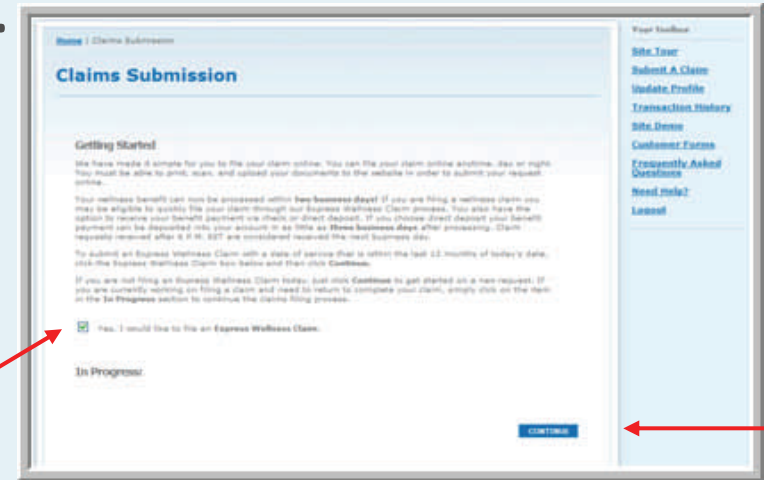 Home | Claims Submission
Claims Submission
Getting Started
We have made it simple for you to file your claim online. You can file your claim online anytime, day or night.
You must be able to print, scan, and upload your documents to the website in order to submit your request
online.
Your wellness benefit can now be processed within two business days! If you are filing a wellness claim you
may be eligible to quickly file your claim through our Express Wellness Claim process. You also have the
option to receive your benefit payment via check or direct deposit. If you choose direct deposit your benefit
payment can be deposited into your account in as little as three business days after processing. Claim
requests received after 6 P.M. EST are considered received the next business day.
To submit an Express Wellness Claim with a date of service that is within the last 12 months of today's date,
click the Express Wellness Claim box below and then click Continue.
If you are not filing an Express Wellness Claim today, just click Continue to get started on a new request. If
you are currently working on filing a claim and need to return to complete your claim, simply click on the item
in the In Progress section to continue the claims filing process.
Yes, I would like to file an Express Wellness Claim.
In Progress:
CONTINUE
Your toolbox
Site Tour
Submit A Claim
Update Profile
Transaction History
Site Demo
Customer Forms
Frequently Asked
Questions
Need Help?
Logout